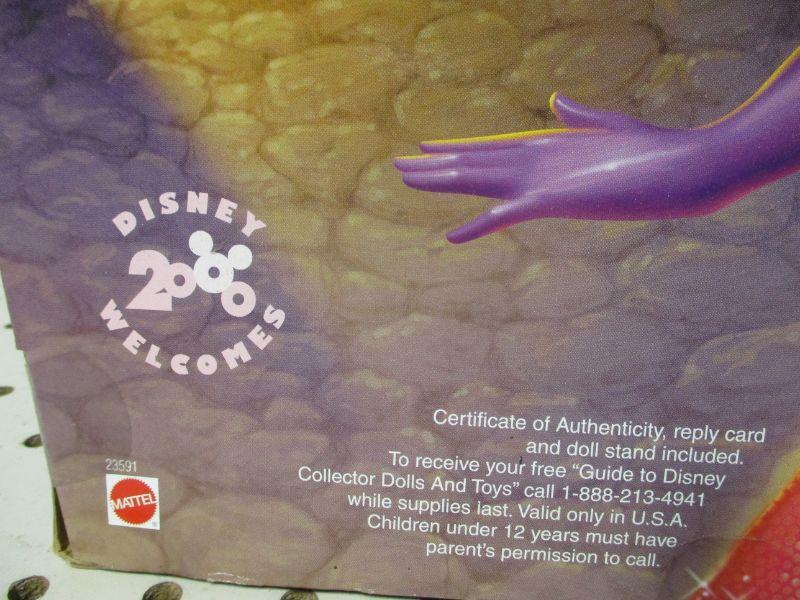 DISNEY
2000
WELCOMES
Certificate of Authenticity, reply card
and doll stand included.
To receive your free “Guide to Disney
Collector Dolls And Toys” call 1-888-213-4941
while supplies last. Valid only in U.S.A.
Children under 12 years must have
parent's permission to call.
23591
MATTEL
®